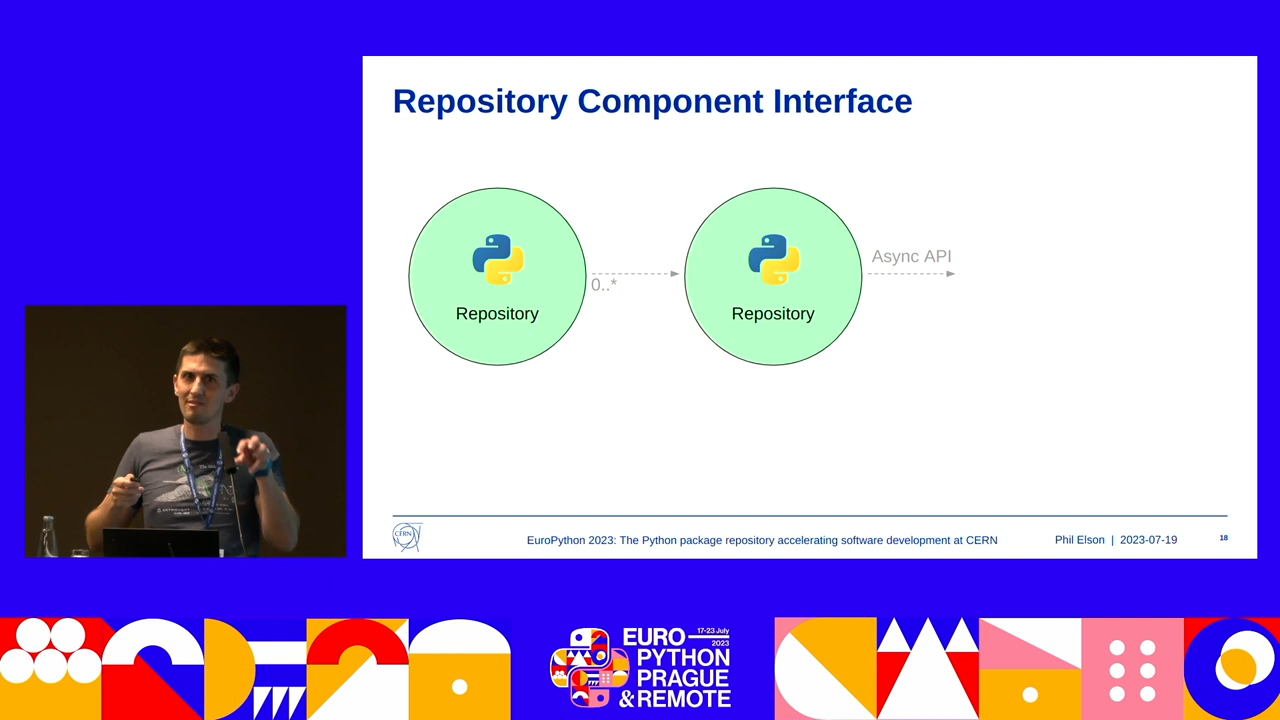 Repository Component Interface
Repository
0..*
Repository
Async API
CERN
EuroPython 2023: The Python package repository accelerating software development at CERN
Phil Elson | 2023-07-19
18
EURO
17-23 July
2023
PYTHON
PRAGUE
& REMOTE